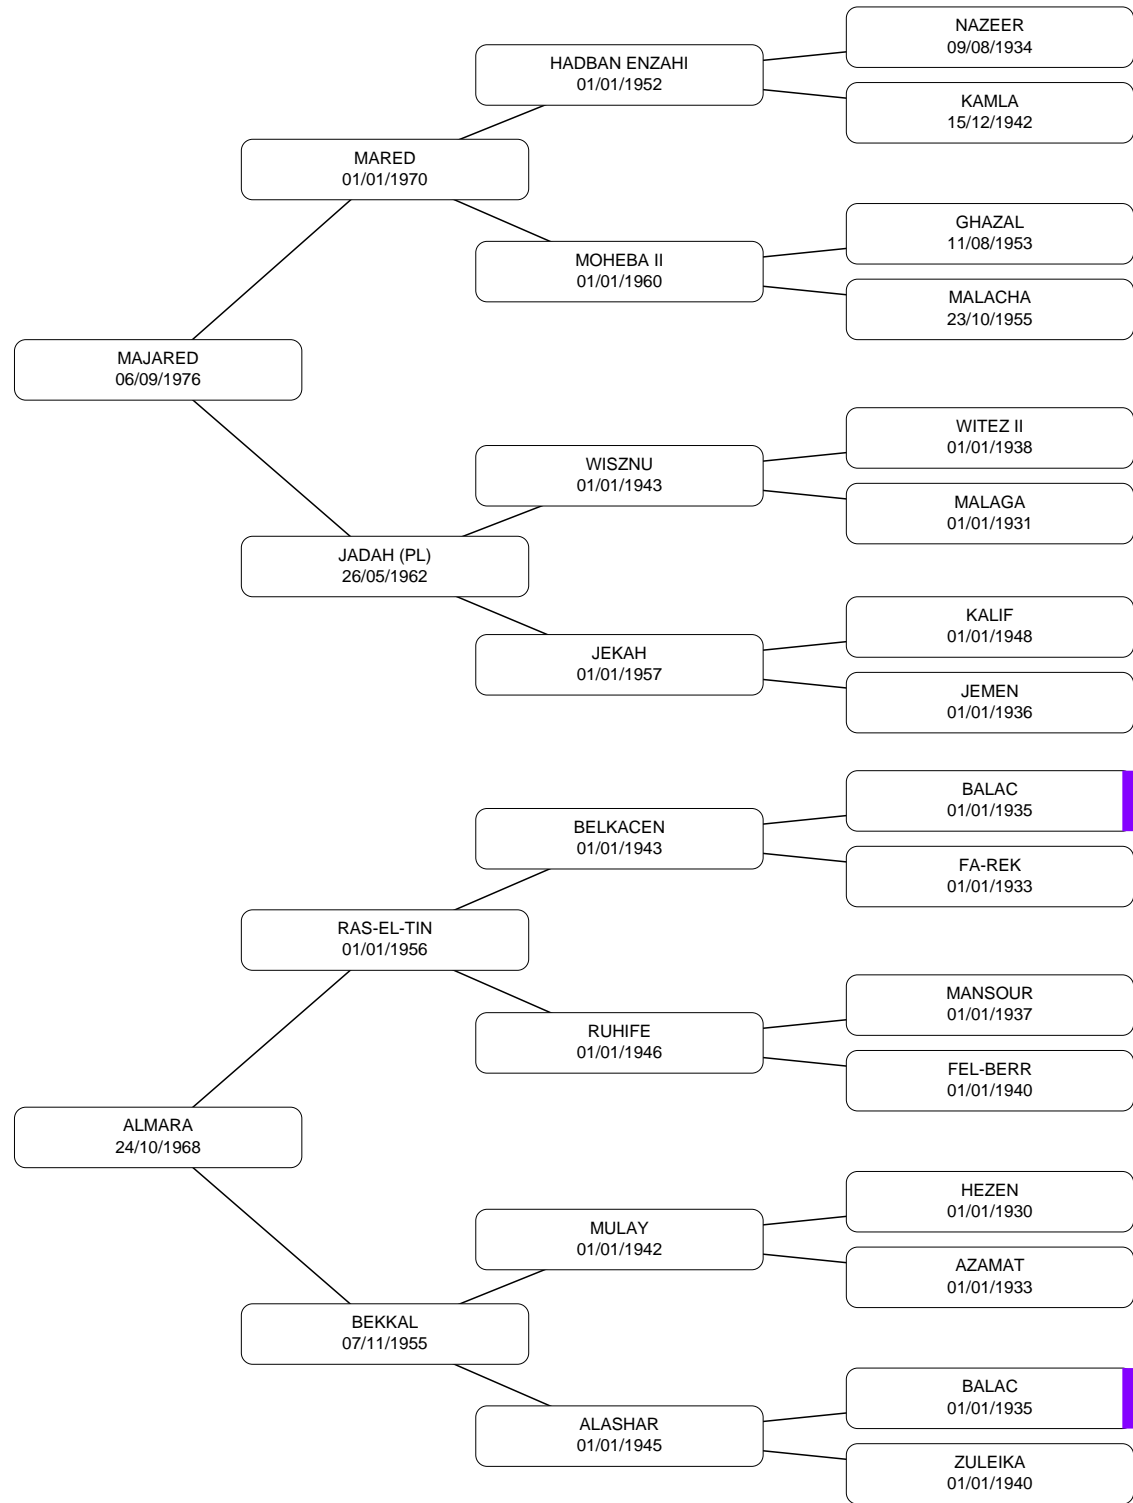 NAZEER
09/08/1934
HADBAN ENZAHI
01/01/1952
KAMLA
15/12/1942
MARED
01/01/1970
GHAZAL
11/08/1953
MOHEBA II
01/01/1960
MALACHA
23/10/1955
MAJARED
06/09/1976
WITEZ II
01/01/1938
WISZNU
01/01/1943
MALAGA
01/01/1931
JADAH (PL)
26/05/1962
KALIF
01/01/1948
JEKAH
01/01/1957
JEMEN
01/01/1936
BALAC
01/01/1935
BELKACEN
01/01/1943
FA-REK
01/01/1933
RAS-EL-TIN
01/01/1956
MANSOUR
01/01/1937
RUHIFE
01/01/1946
FEL-BERR
01/01/1940
ALMARA
24/10/1968
HEZEN
01/01/1930
MULAY
01/01/1942
AZAMAT
01/01/1933
BEKKAL
07/11/1955
BALAC
01/01/1935
ALASHAR
01/01/1945
ZULEIKA
01/01/1940